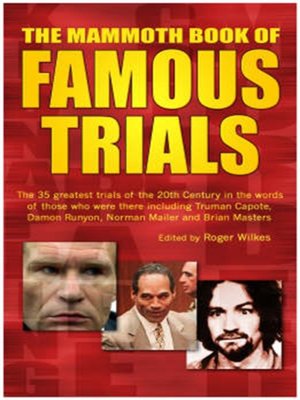 THE MAMMOTH BOOK OF
FAMOUS
TRIALS
The 35 greatest trials of the 20th Century in the words
of those who were there including Truman Capote,
Damon Runyon, Norman Mailer and Brian Masters
Edited by Roger Wilkes